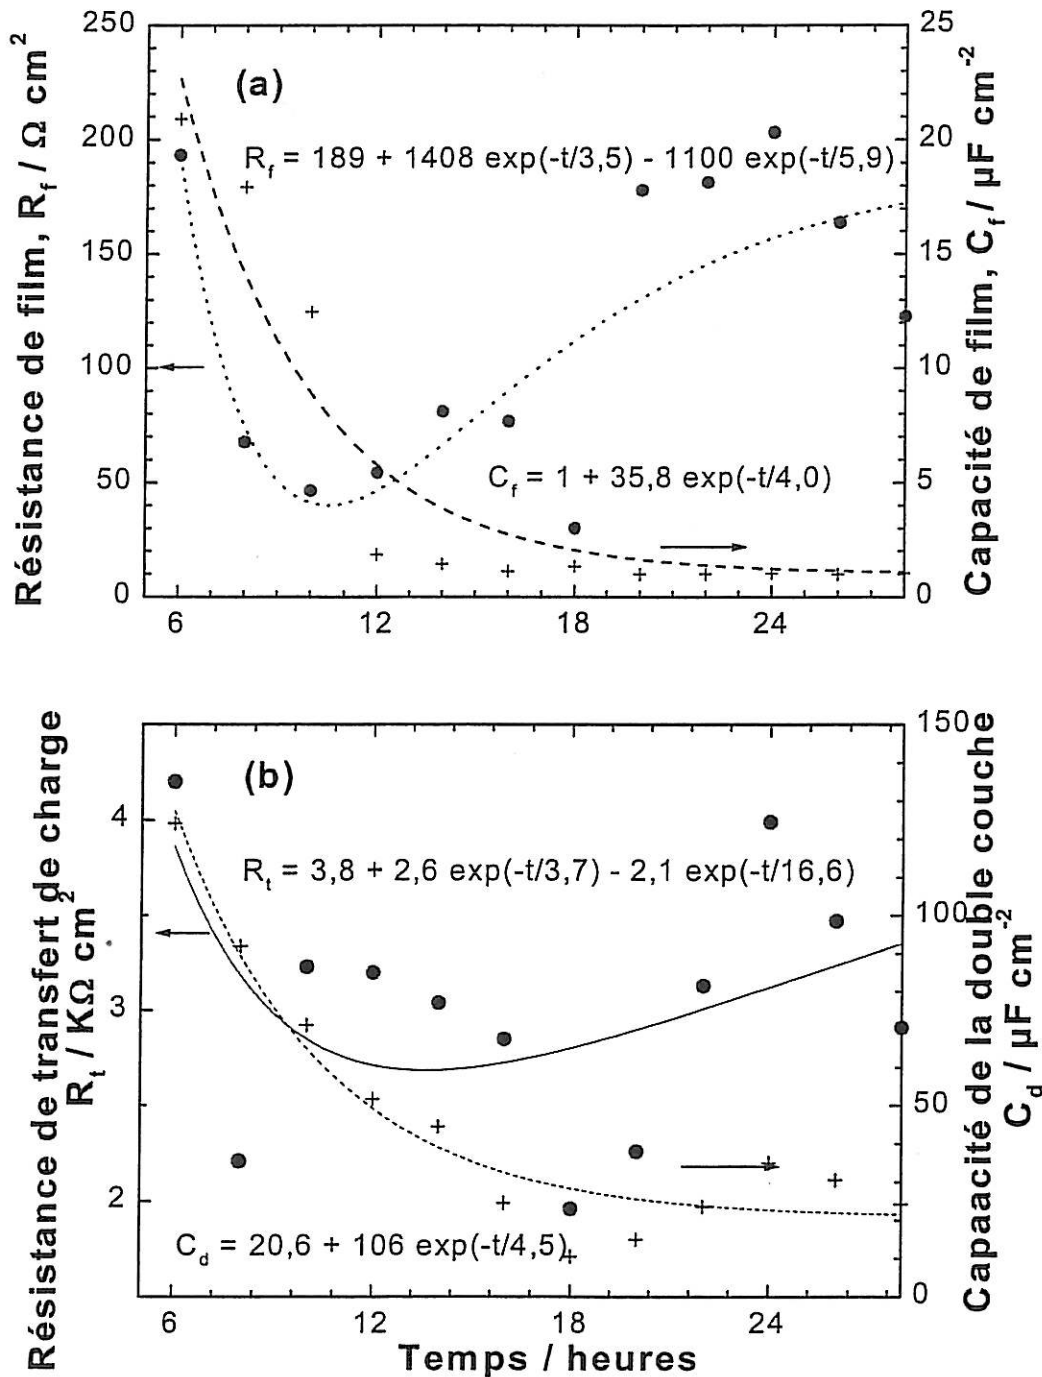 Résistance de film, R_f / Ω cm²
250
200
150
100
50
0
(a)
R_f = 189 + 1408 exp(-t/3,5) - 1100 exp(-t/5,9)
C_f = 1 + 35,8 exp(-t/4,0)
25
20
15
10
5
0
Capacité de film, C_f / µF cm⁻²
6 12 18 24
Résistance de transfert de charge
R_t / KΩ cm²
4
3
2
(b)
R_t = 3,8 + 2,6 exp(-t/3,7) - 2,1 exp(-t/16,6)
C_d = 20,6 + 106 exp(-t/4,5)
150
100
50
0
Capaacité de la double couche
C_d / µF cm⁻²
6 12 18 24
Temps / heures